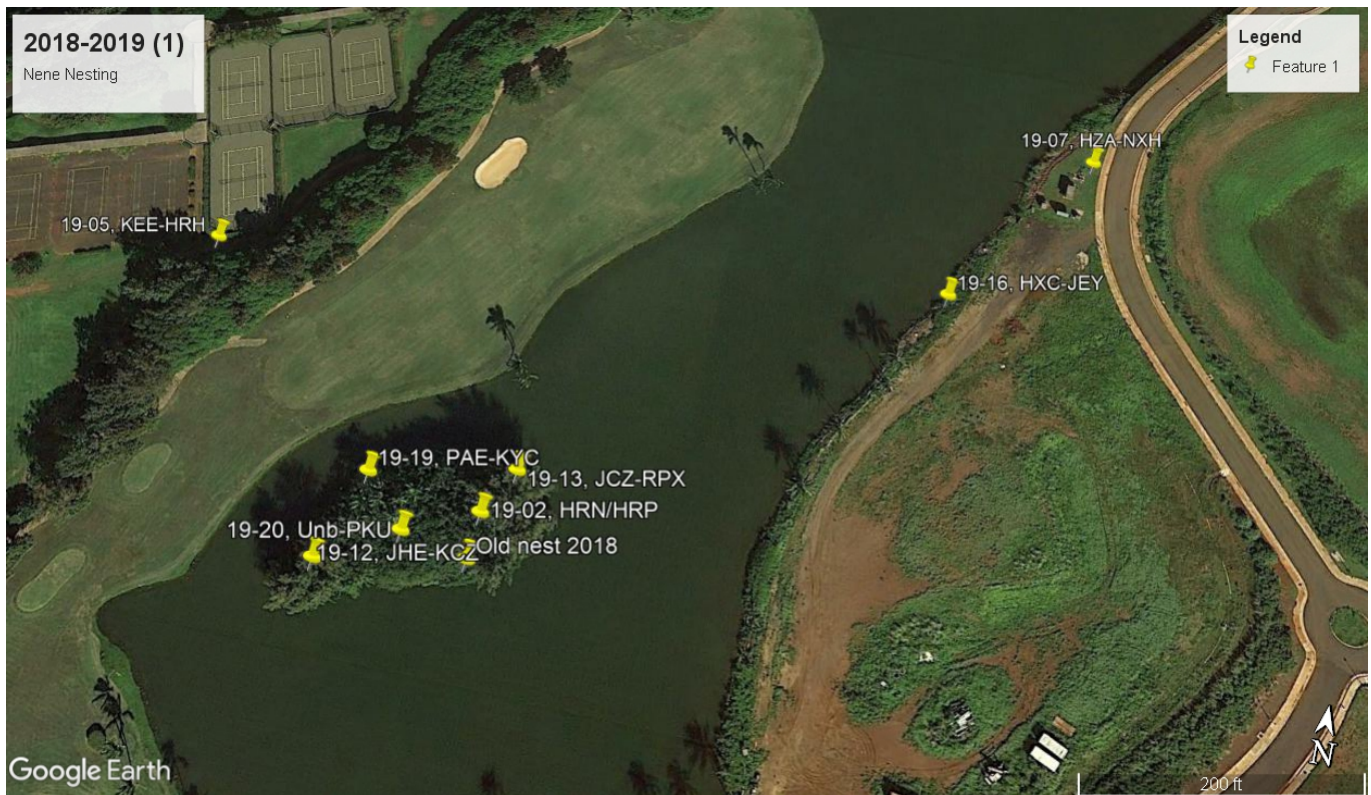 2018-2019 (1)
Nene Nesting
Legend
Feature 1
19-07, HZA-NXH
19-05, KEE-HRH
19-16, HXC-JEY
19-19, PAE-KYC
19-13, JCZ-RPX
19-02, HRN/HRP
19-20, Unb-PKU
Old nest 2018
19-12, JHE-KCZ
Google Earth
N
200 ft